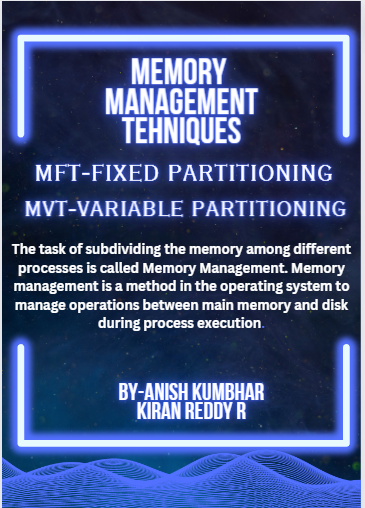 MEMORY
MANAGEMENT
TEHNIQUES
MFT-FIXED PARTITIONING
MVT-VARIABLE PARTITIONING
The task of subdividing the memory among different
processes is called Memory Management. Memory
management is a method in the operating system to
manage operations between main memory and disk
during process execution.
BY-ANISH KUMBHAR
KIRAN REDDY R